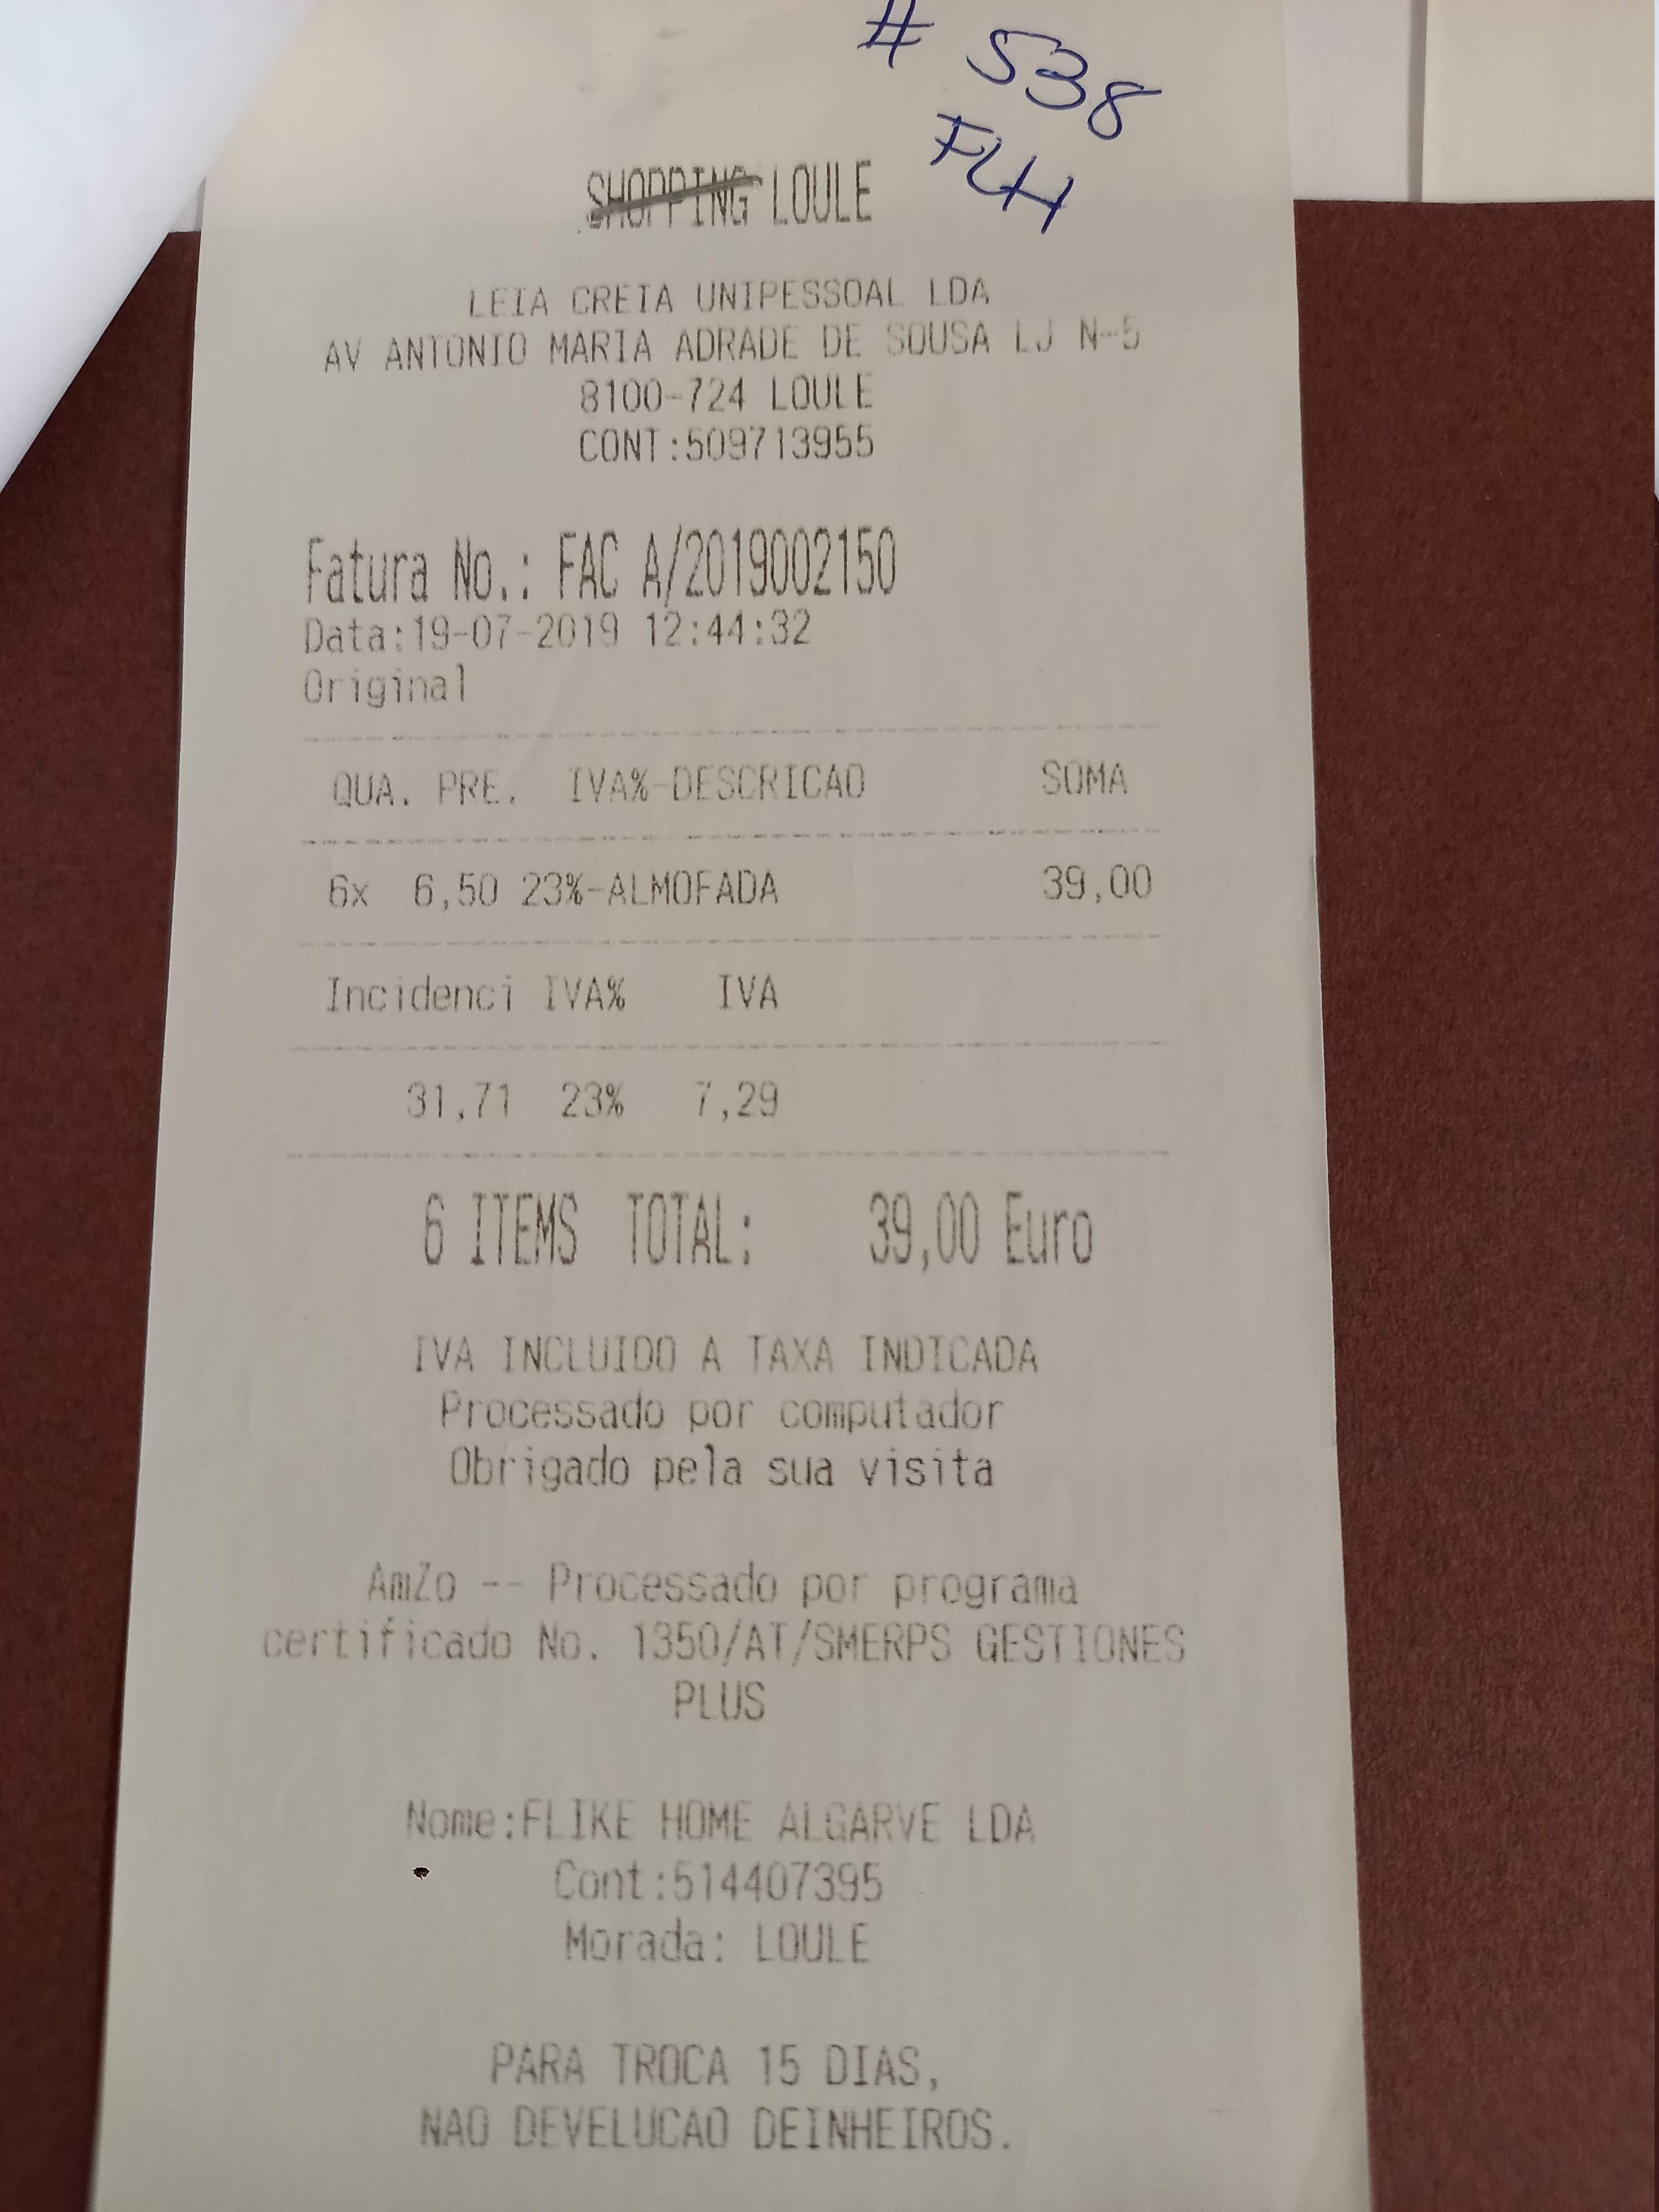 # 538
FLH
SHOPPING LOULE
LEIA CRETA UNIPESSOAL LDA
AV ANTONIO MARIA ADRADE DE SOUSA LJ N-5
8100-724 LOULE
CONT:509713955
Fatura No.: FAC A/2019002150
Data:19-07-2019 12:44:32
Original
QUA. PRE. IVA%-DESCRICAO SOMA
6x 6,50 23%-ALMOFADA 39,00
Incidenci IVA% IVA
31,71 23% 7,29
6 ITEMS TOTAL: 39,00 Euro
IVA INCLUIDO A TAXA INDICADA
Processado por computador
Obrigado pela sua visita
AmZo -- Processado por programa
certificado No. 1350/AT/SMERPS GESTIONES
PLUS
Nome:FLIKE HOME ALGARVE LDA
Cont:514407395
Morada: LOULE
PARA TROCA 15 DIAS,
NAO DEVELUCAO DEINHEIROS.